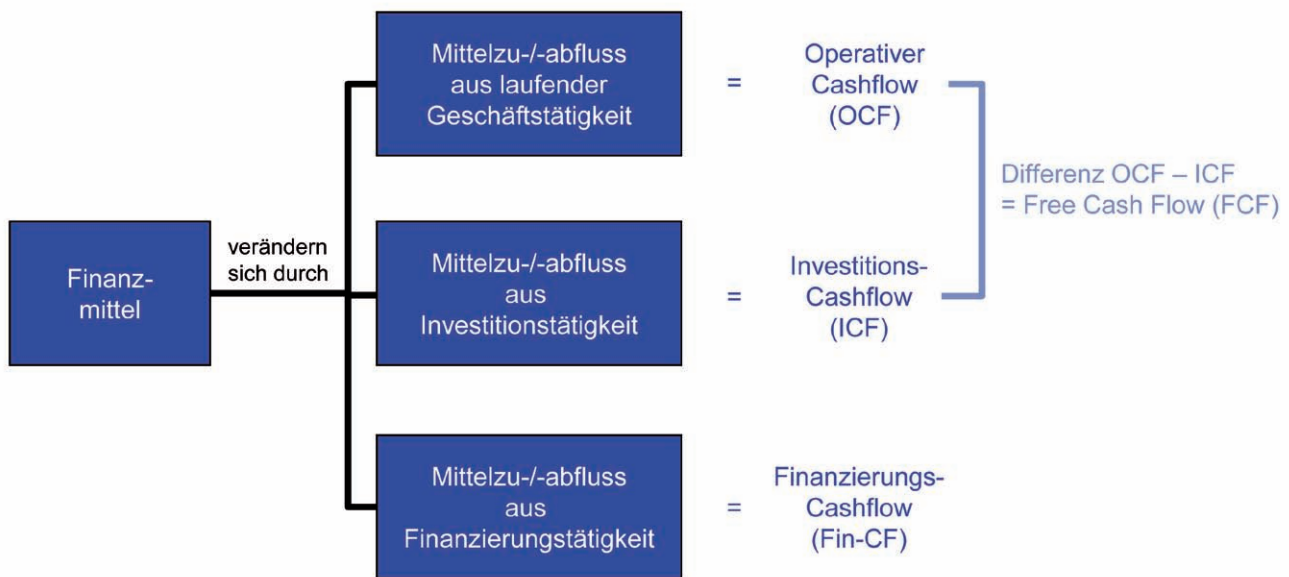 Finanz-
mittel
verändern
sich durch
Mittelzu-/-abfluss
aus laufender
Geschäftstätigkeit
=
Operativer
Cashflow
(OCF)
Mittelzu-/-abfluss
aus
Investitionstätigkeit
=
Investitions-
Cashflow
(ICF)
Differenz OCF – ICF
= Free Cash Flow (FCF)
Mittelzu-/-abfluss
aus
Finanzierungstätigkeit
=
Finanzierungs-
Cashflow
(Fin-CF)